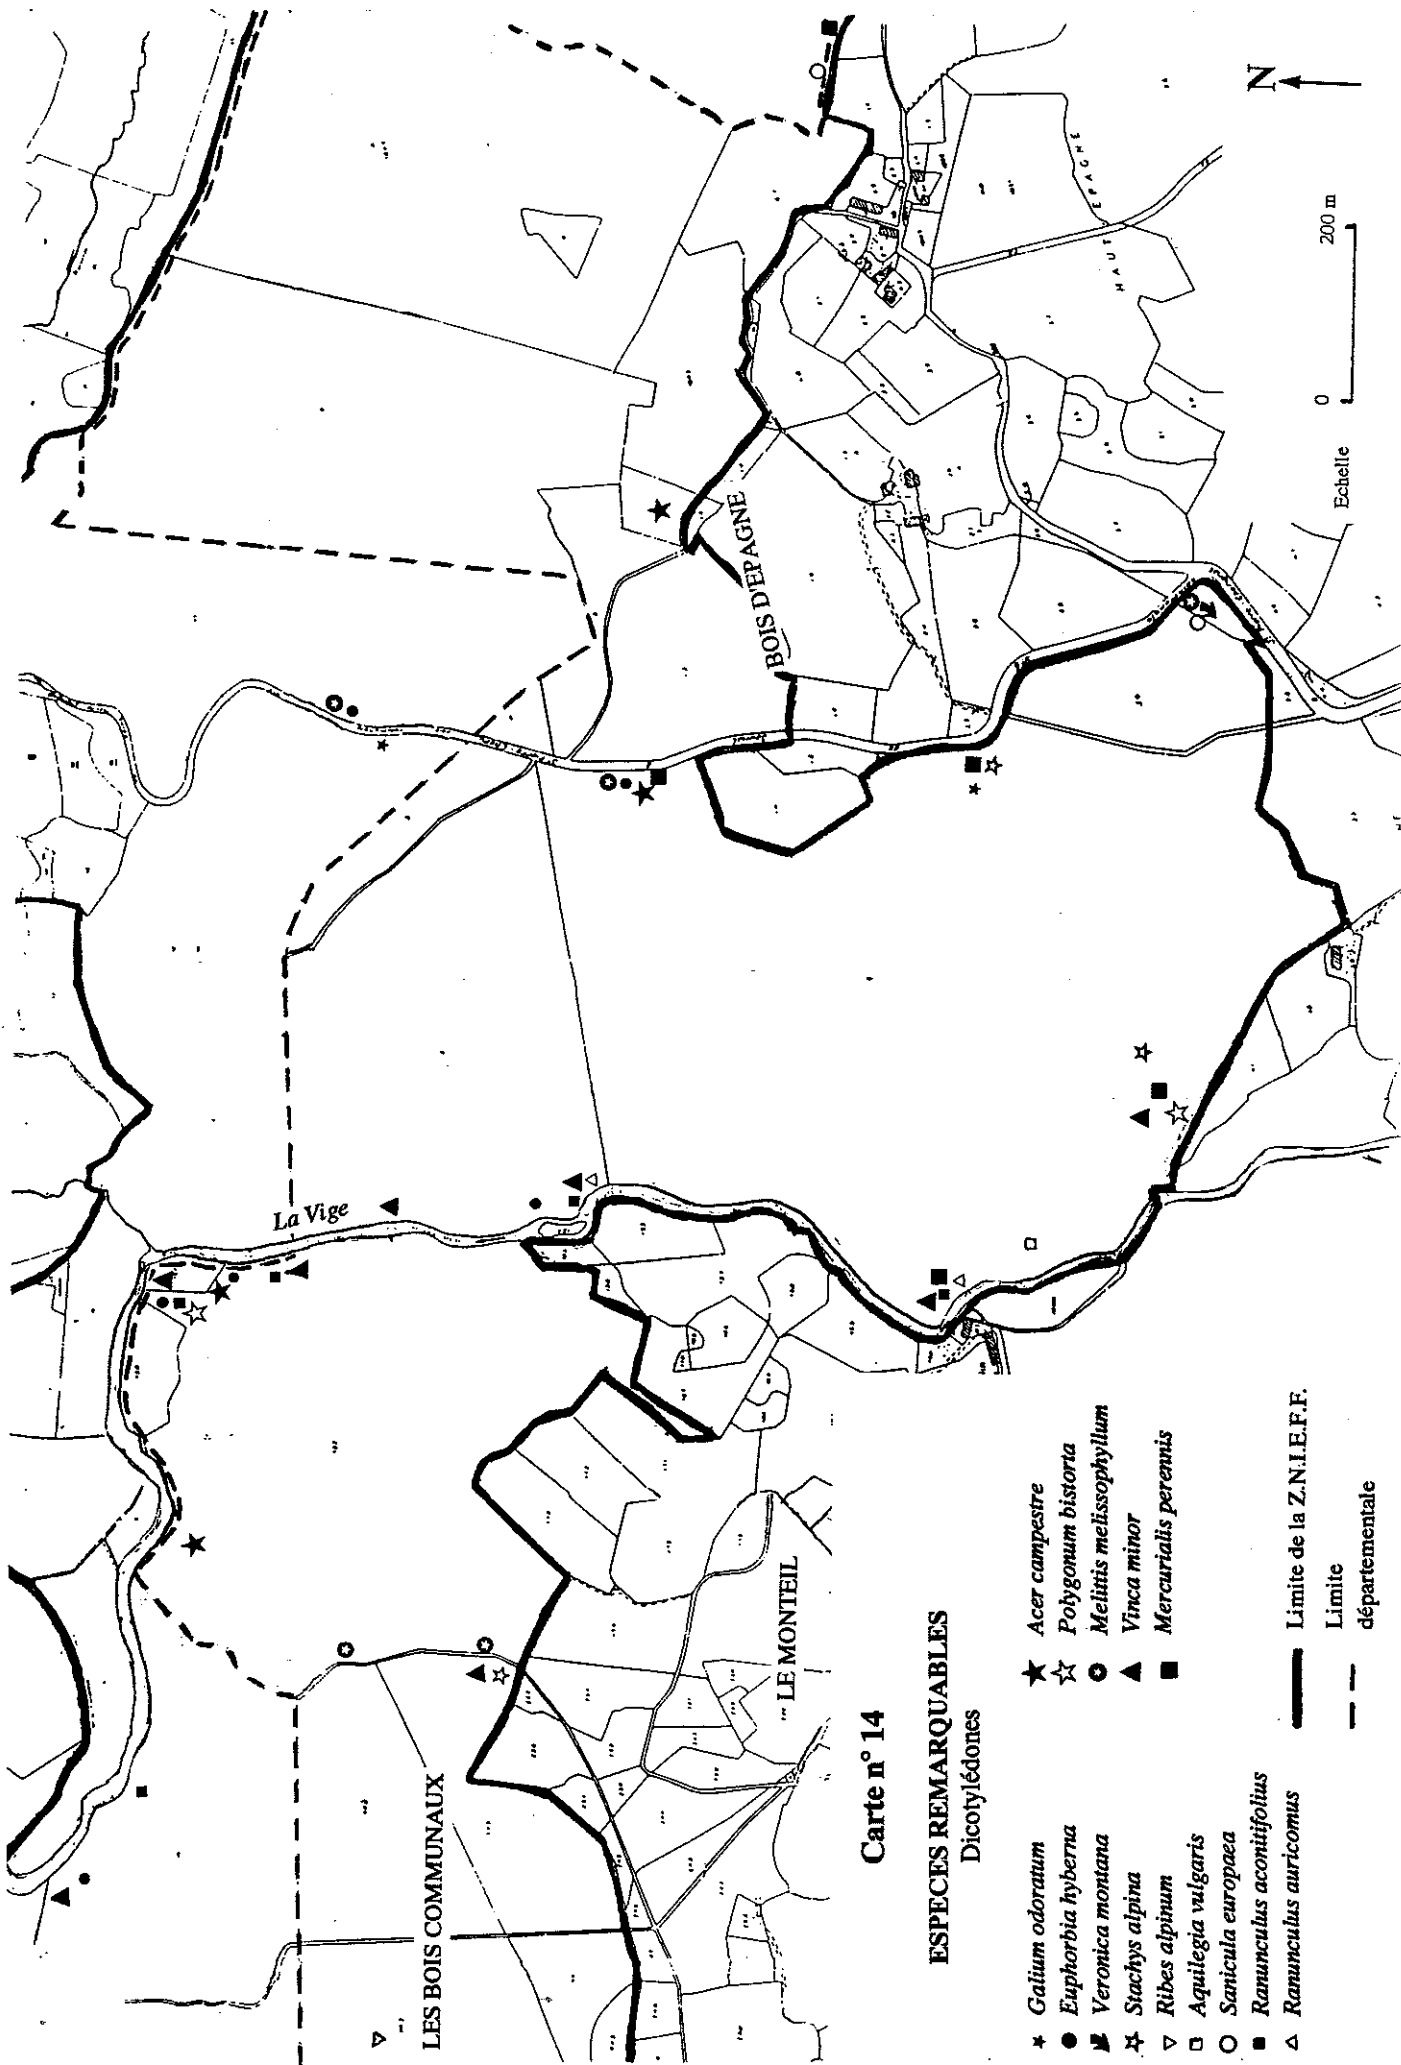 N
HAUT EPAGNE
BOIS D'EPAGNE
La Vige
LES BOIS COMMUNAUX
LE MONTEIL
Echelle
0
200 m
Carte n° 14
ESPECES REMARQUABLES
Dicotylédones
Galium odoratum
Euphorbia hyberna
Veronica montana
Stachys alpina
Ribes alpinum
Aquilegia vulgaris
Sanicula europaea
Ranunculus aconitifolius
Ranunculus auricomus
Acer campestre
Polygonum bistorta
Melittis melissophyllum
Vinca minor
Mercurialis perennis
Limite de la Z.N.I.E.F.F.
Limite
départementale